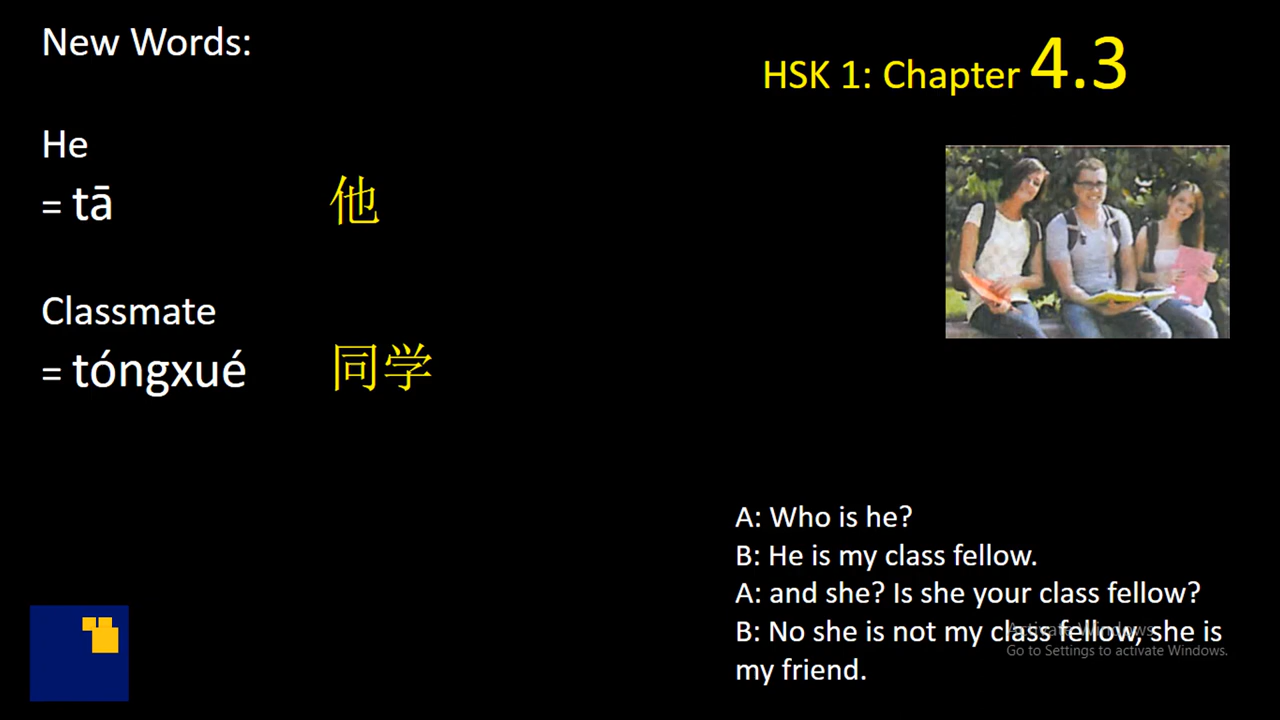 New Words:
HSK 1: Chapter 4.3
He
= tā 他
Classmate
= tóngxué 同学
A: Who is he?
B: He is my class fellow.
A: and she? Is she your class fellow?
B: No she is not my class fellow, she is
my friend.
Activate Windows
Go to Settings to activate Windows.